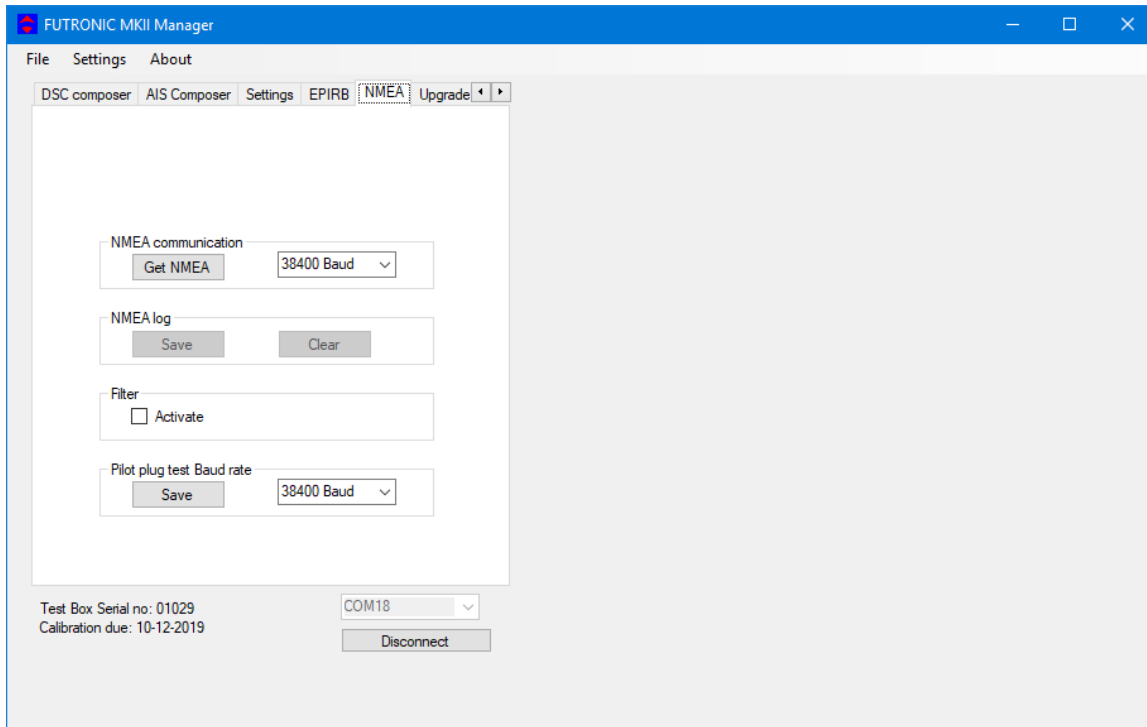 FUTRONIC MKII Manager
File Settings About
DSC composer AIS Composer Settings EPIRB NMEA Upgrade
NMEA communication
Get NMEA 38400 Baud
NMEA log
Save Clear
Filter
Activate
Pilot plug test Baud rate
Save 38400 Baud
Test Box Serial no: 01029 COM18
Calibration due: 10-12-2019
Disconnect